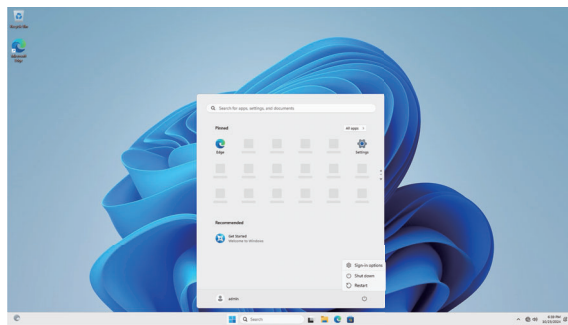 Recycle Bin
Microsoft
Edge
Search for apps, settings, and documents
Pinned
All apps
Edge
Settings
Recommended
Get Started
Welcome to Windows
Sign-in options
Shut down
Restart
admin
Search